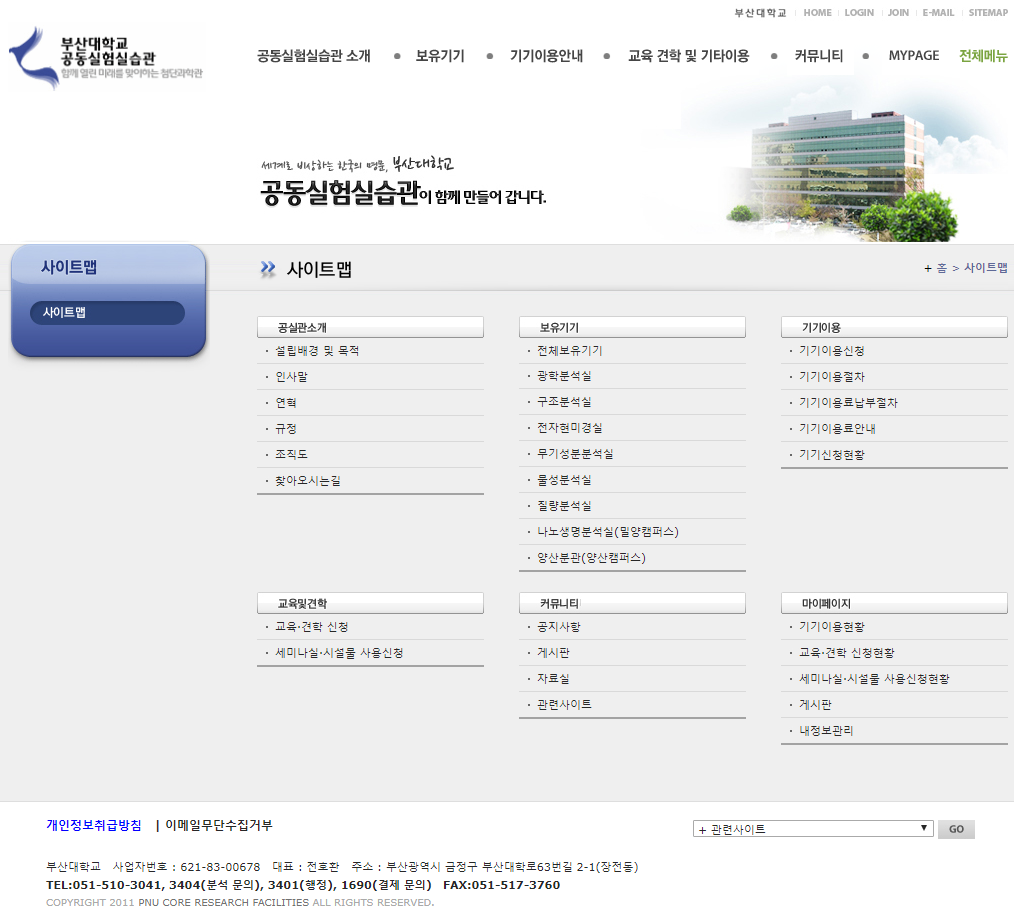 부산대학교 HOME LOGIN JOIN E-MAIL SITEMAP
부산대학교
공동실험실습관
함께 열린 미래를 맞이하는 첨단과학관
공동실험실습관 소개 ● 보유기기 ● 기기이용안내 ● 교육 견학 및 기타이용 ● 커뮤니티 ● MYPAGE 전체메뉴
세계로 비상하는 한국의 명품, 부산대학교
공동실험실습관이 함께 만들어 갑니다.
사이트맵
사이트맵
사이트맵
+ 홈 > 사이트맵
공실관소개
· 설립배경 및 목적
· 인사말
· 연혁
· 규정
· 조직도
· 찾아오시는길
보유기기
· 전체보유기기
· 광학분석실
· 구조분석실
· 전자현미경실
· 무기성분분석실
· 물성분석실
· 질량분석실
· 나노생명분석실(밀양캠퍼스)
· 양산분관(양산캠퍼스)
기기이용
· 기기이용신청
· 기기이용절차
· 기기이용료납부절차
· 기기이용료안내
· 기기신청현황
교육및견학
· 교육·견학 신청
· 세미나실·시설물 사용신청
커뮤니티
· 공지사항
· 게시판
· 자료실
· 관련사이트
마이페이지
· 기기이용현황
· 교육·견학 신청현황
· 세미나실·시설물 사용신청현황
· 게시판
· 내정보관리
개인정보취급방침 | 이메일무단수집거부
+ 관련사이트 ▼ GO
부산대학교 사업자번호 : 621-83-00678 대표 : 전호환 주소 : 부산광역시 금정구 부산대학로63번길 2-1(장전동)
TEL:051-510-3041, 3404(분석 문의), 3401(행정), 1690(결제 문의) FAX:051-517-3760
COPYRIGHT 2011 PNU CORE RESEARCH FACILITIES ALL RIGHTS RESERVED.